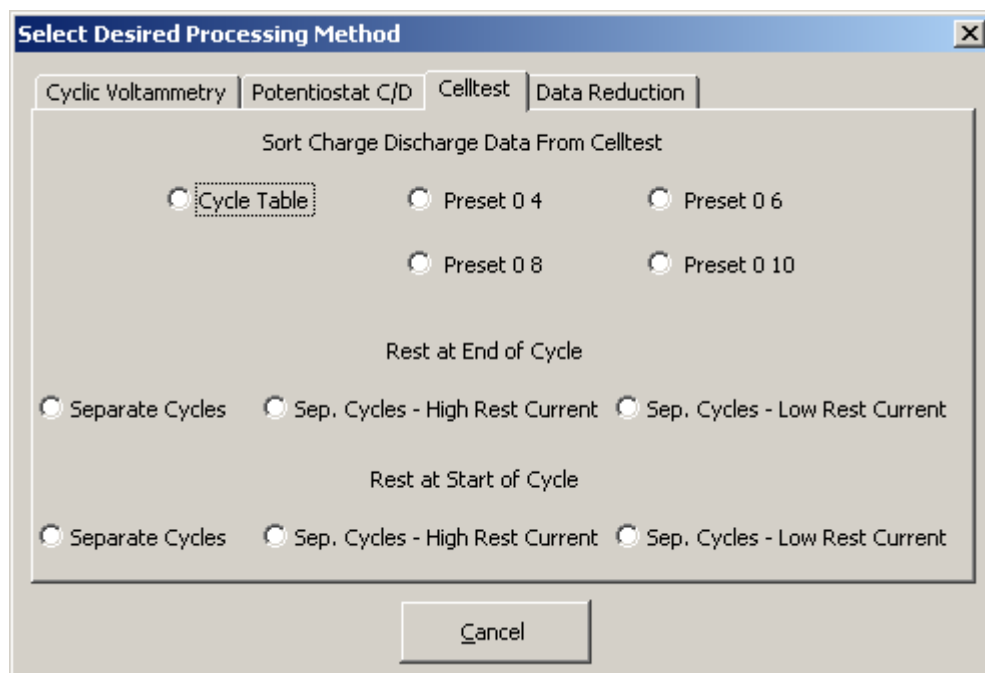 Select Desired Processing Method
Cyclic Voltammetry Potentiostat C/D Celltest Data Reduction
Sort Charge Discharge Data From Celltest
Cycle Table Preset 0 4 Preset 0 6
Preset 0 8 Preset 0 10
Rest at End of Cycle
Separate Cycles Sep. Cycles - High Rest Current Sep. Cycles - Low Rest Current
Rest at Start of Cycle
Separate Cycles Sep. Cycles - High Rest Current Sep. Cycles - Low Rest Current
Cancel